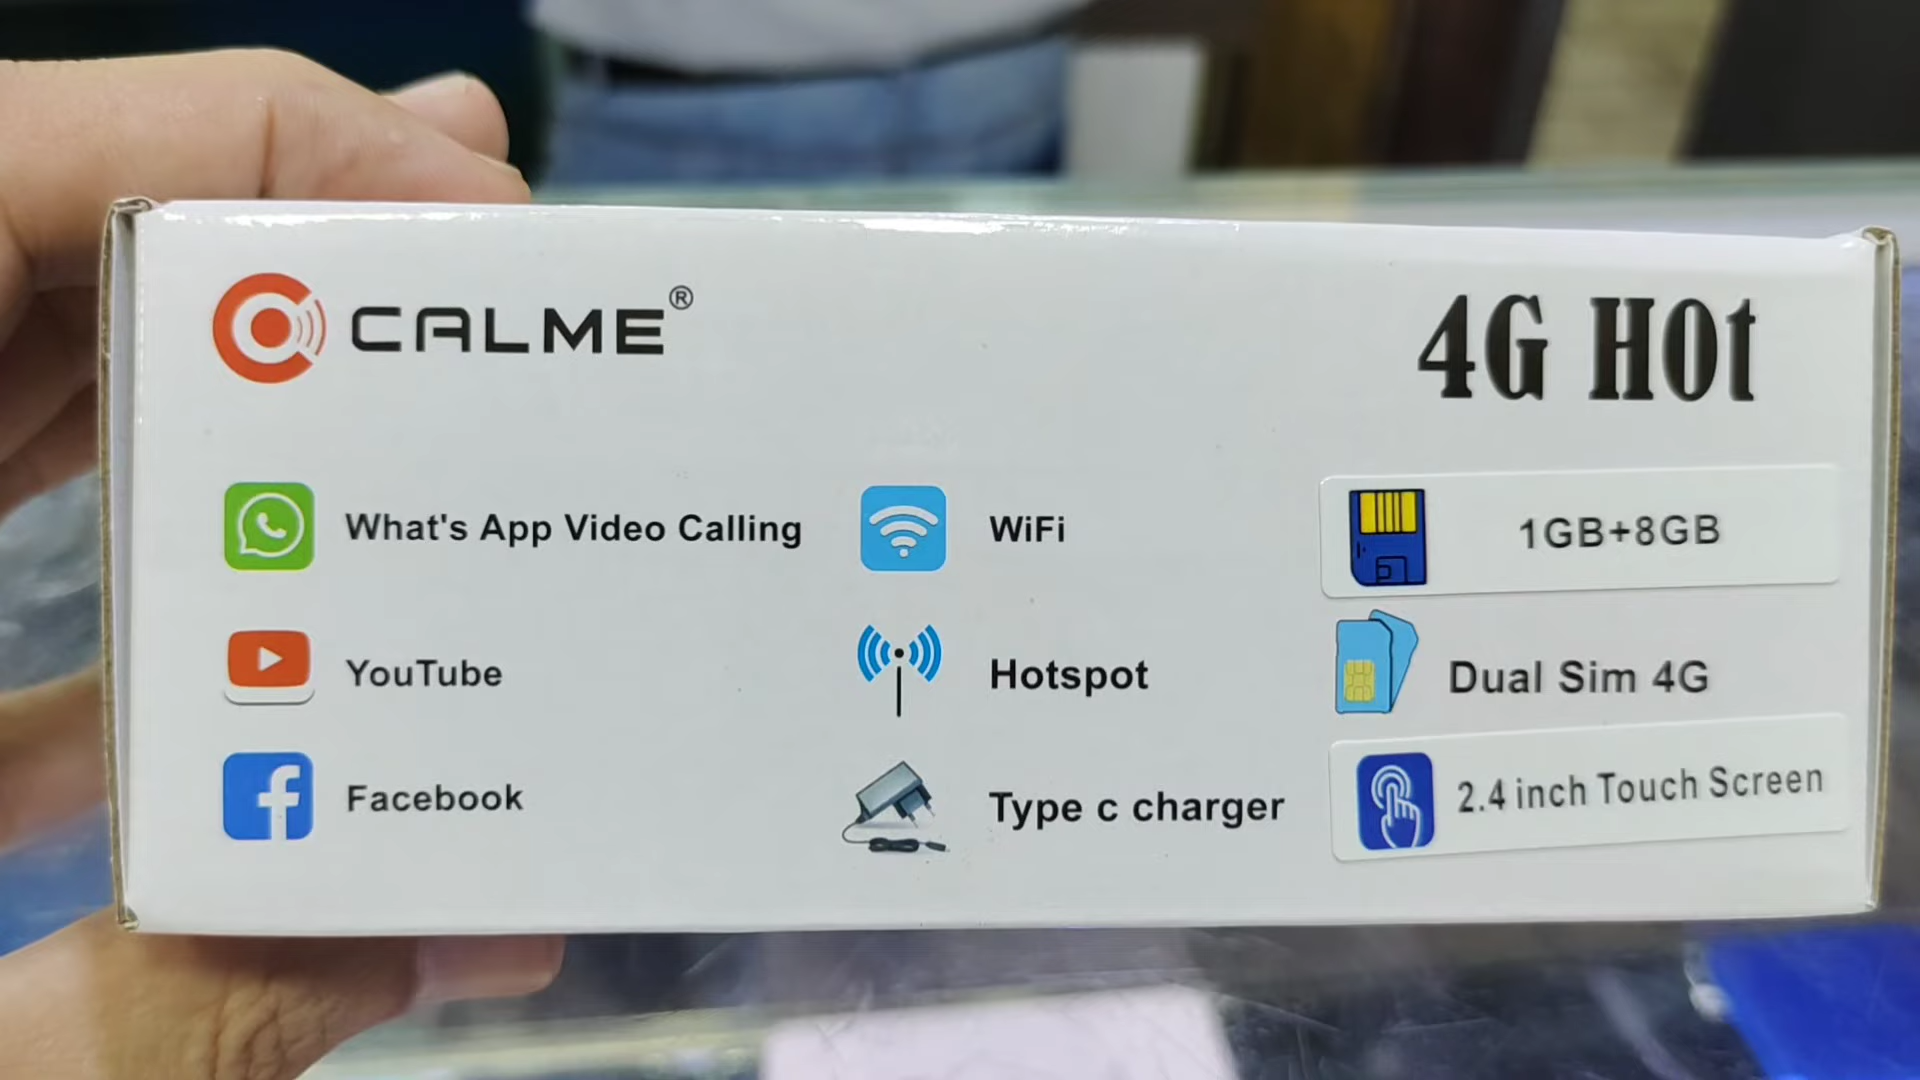 CALME®
4G HOt
What's App Video Calling
WiFi
1GB+8GB
YouTube
Hotspot
Dual Sim 4G
Facebook
Type c charger
2.4 inch Touch Screen